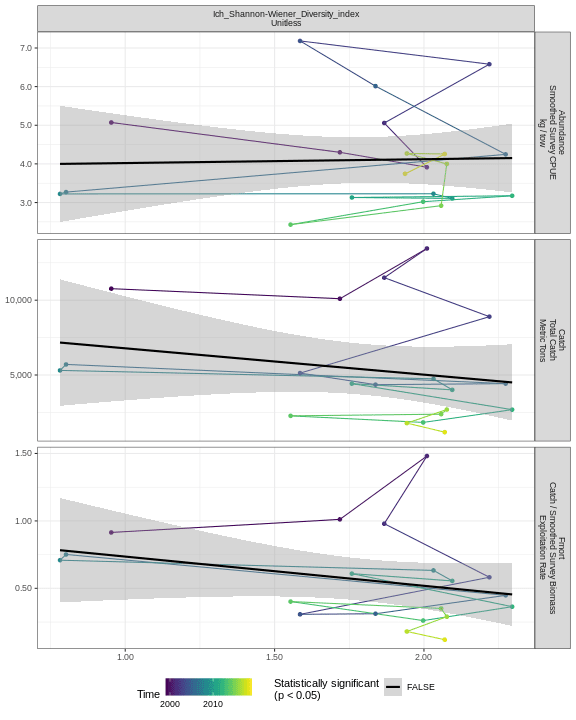 Ich_Shannon-Wiener_Diversity_index
Unitless
7.0
6.0
5.0
4.0
3.0
Abundance
Smoothed Survey CPUE
kg / tow
10,000
5,000
Catch
Total Catch
Metric Tons
1.50
1.00
0.50
Fmort
Catch / Smoothed Survey Biomass
Exploitation Rate
1.00
1.50
2.00
Time
2000
2010
Statistically significant
(p < 0.05)
FALSE